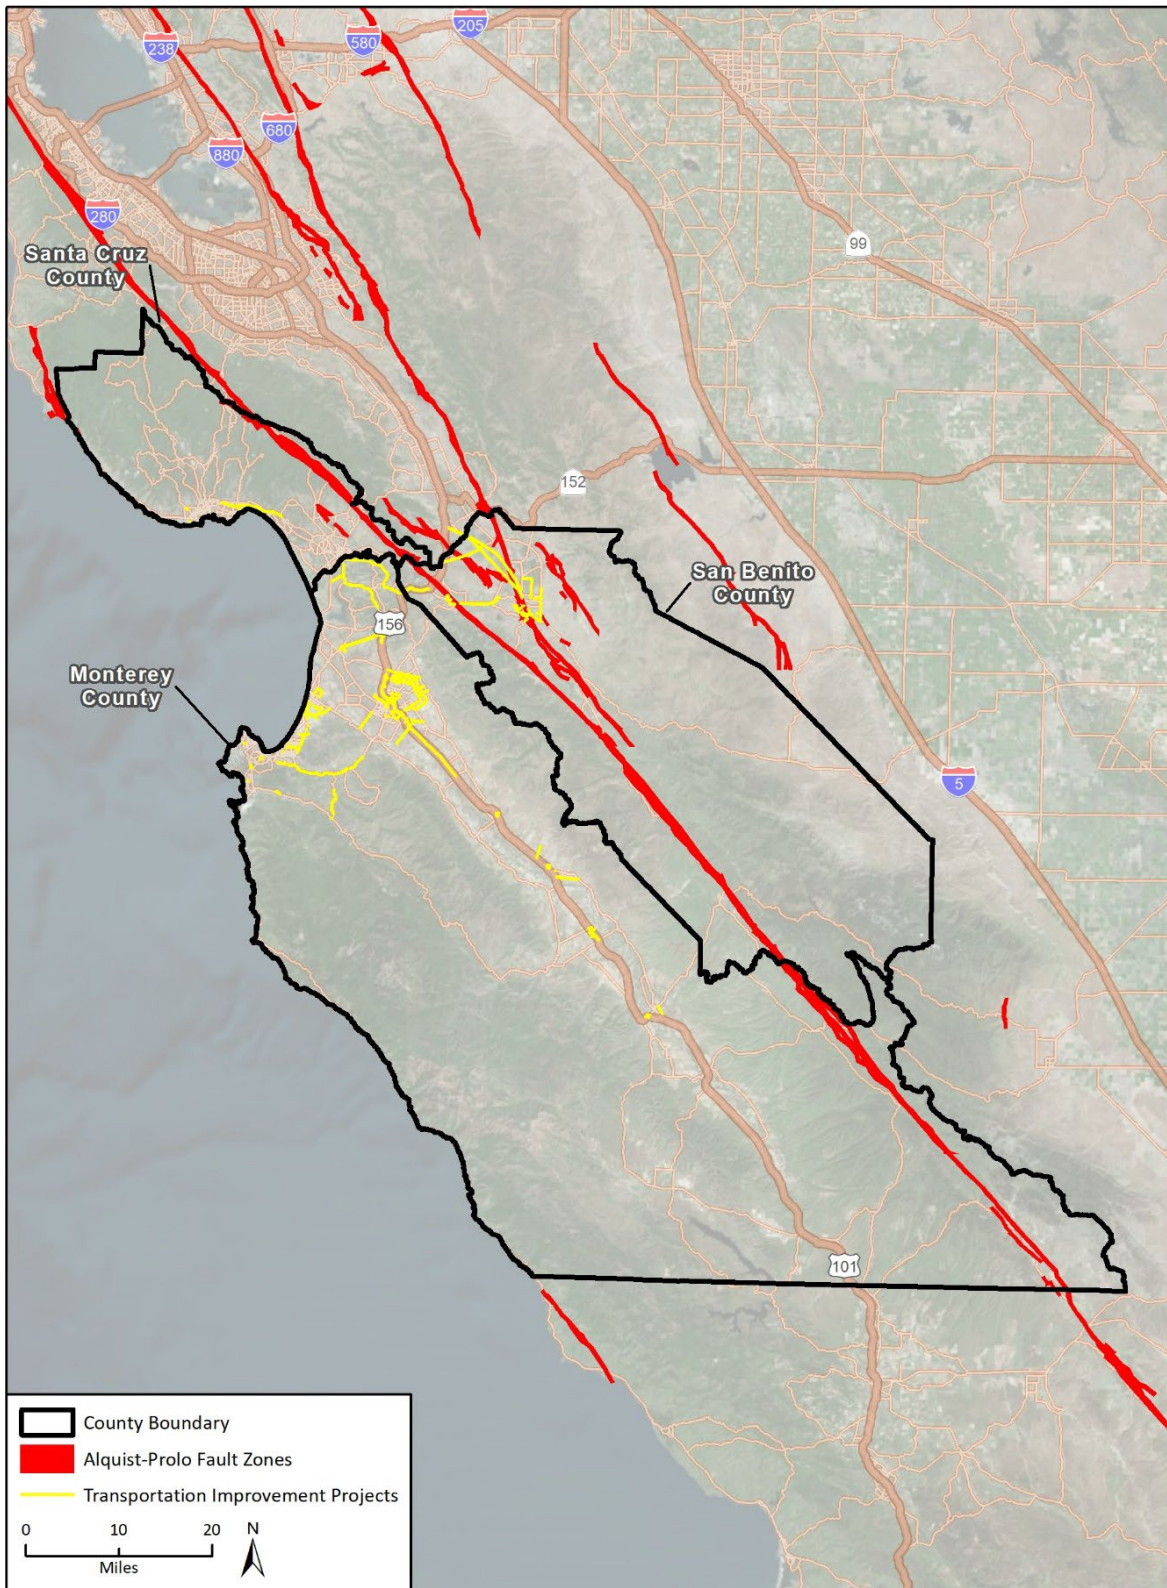 205
580
238
680
880
280
99
Santa Cruz
County
152
San Benito
County
156
Monterey
County
5
101
County Boundary
Alquist-Prolo Fault Zones
Transportation Improvement Projects
0 10 20 N
Miles